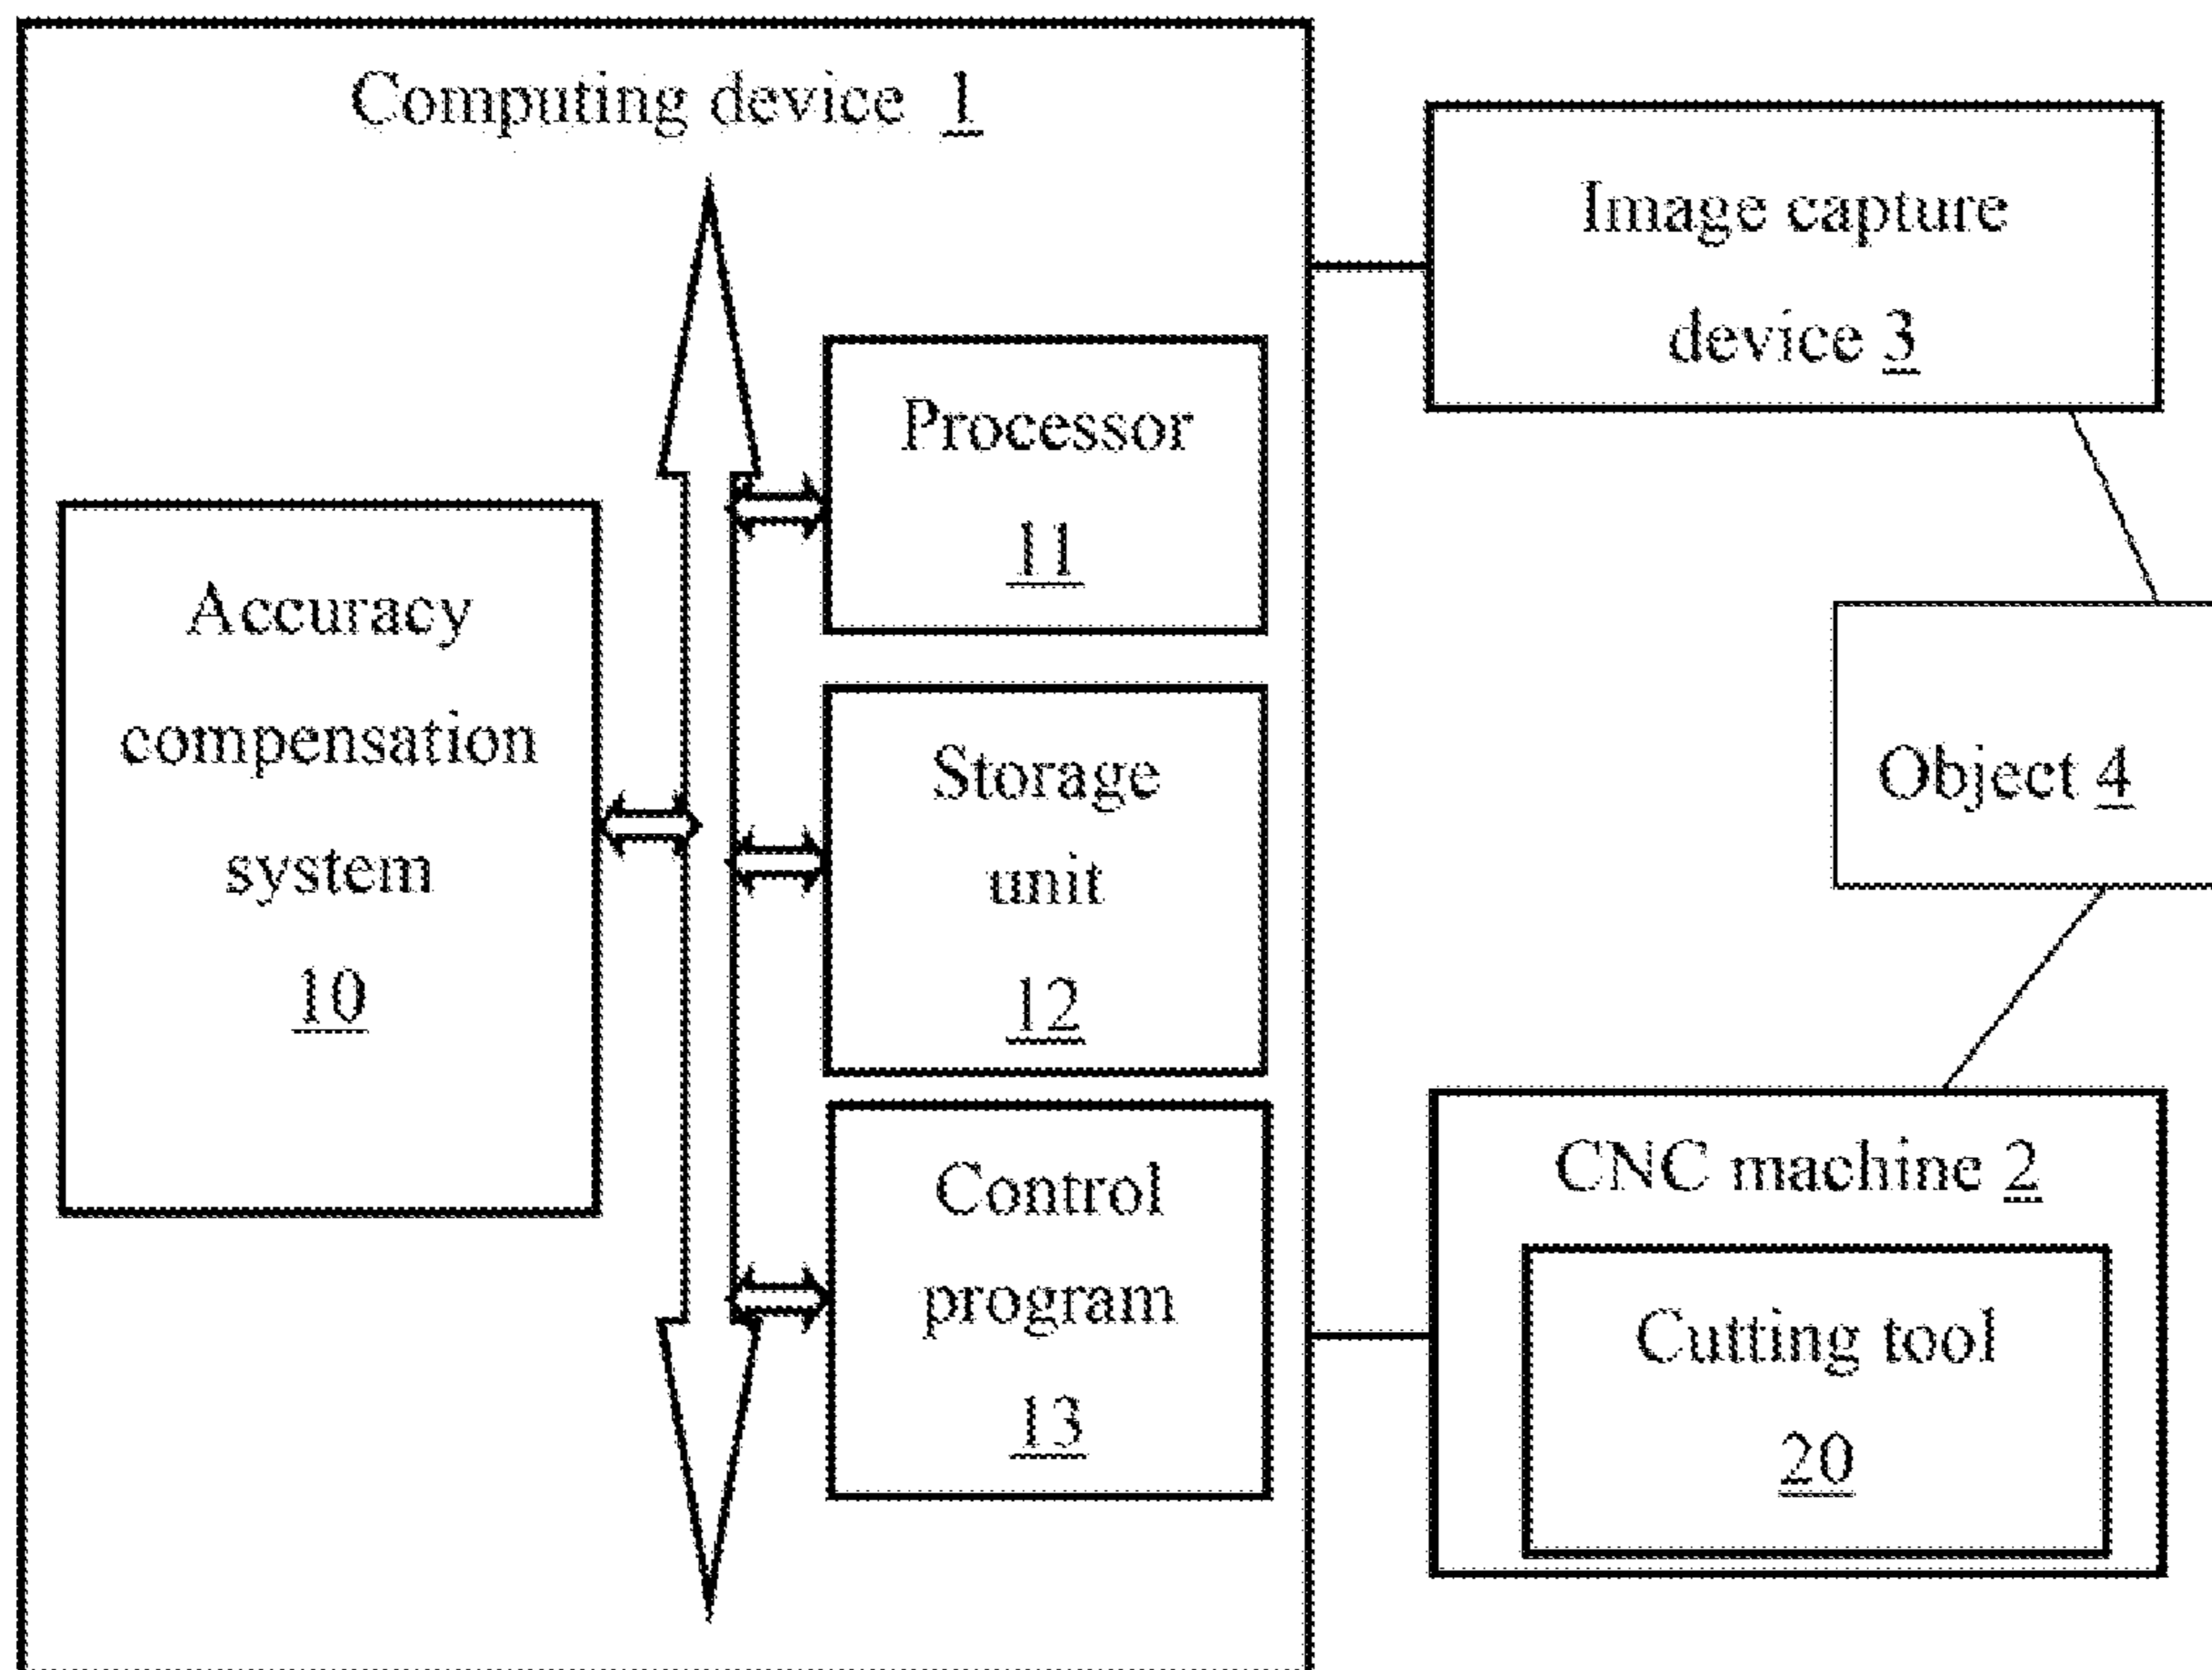 Computing device 1
Accuracy
compensation
system
10
Processor
11
Storage
unit
12
Control
program
13
Image capture
device 3
Object 4
CNC machine 2
Cutting tool
20